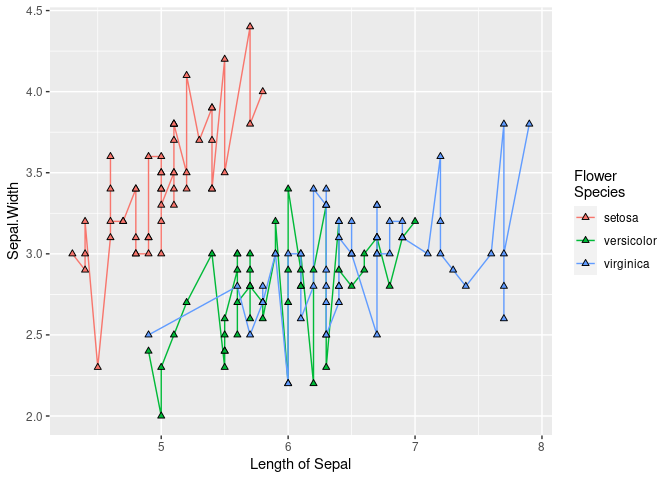 4.5
4.0
3.5
3.0
2.5
2.0
Sepal.Width
5
6
7
8
Length of Sepal
Flower
Species
setosa
versicolor
virginica